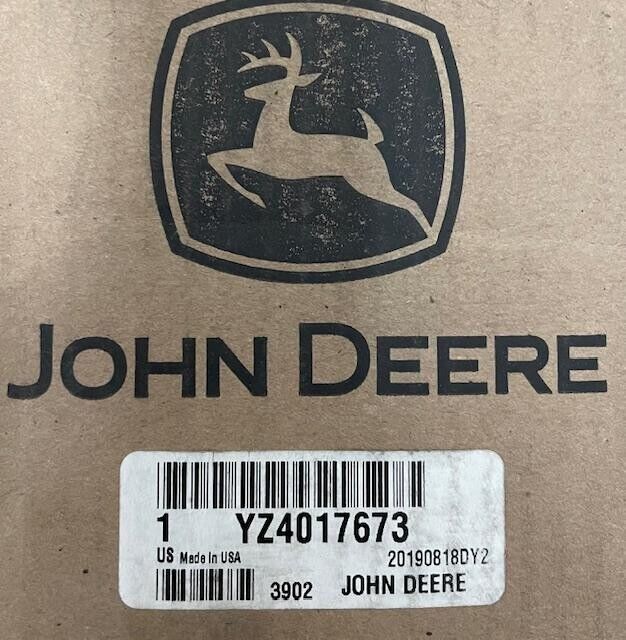 JOHN DEERE
1 YZ4017673
US Made In USA 20190818DY2
3902 JOHN DEERE